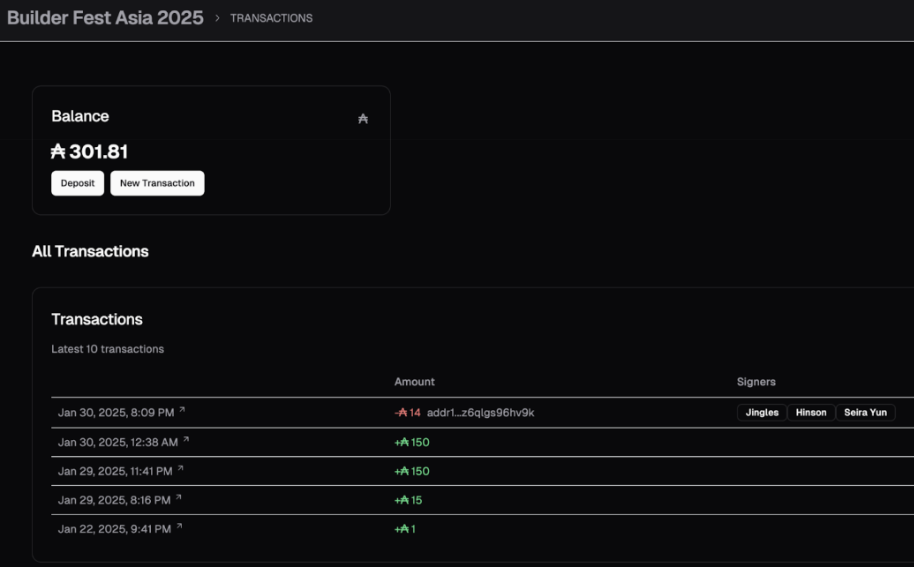 Builder Fest Asia 2025 > TRANSACTIONS
Balance ₳
₳ 301.81
Deposit New Transaction
All Transactions
Transactions
Latest 10 transactions
Amount Signers
Jan 30, 2025, 8:09 PM ↗ -₳ 14 addr1...z6qlgs96hv9k Jingles Hinson Seira Yun
Jan 30, 2025, 12:38 AM ↗ +₳ 150
Jan 29, 2025, 11:41 PM ↗ +₳ 150
Jan 29, 2025, 8:16 PM ↗ +₳ 15
Jan 22, 2025, 9:41 PM ↗ +₳ 1